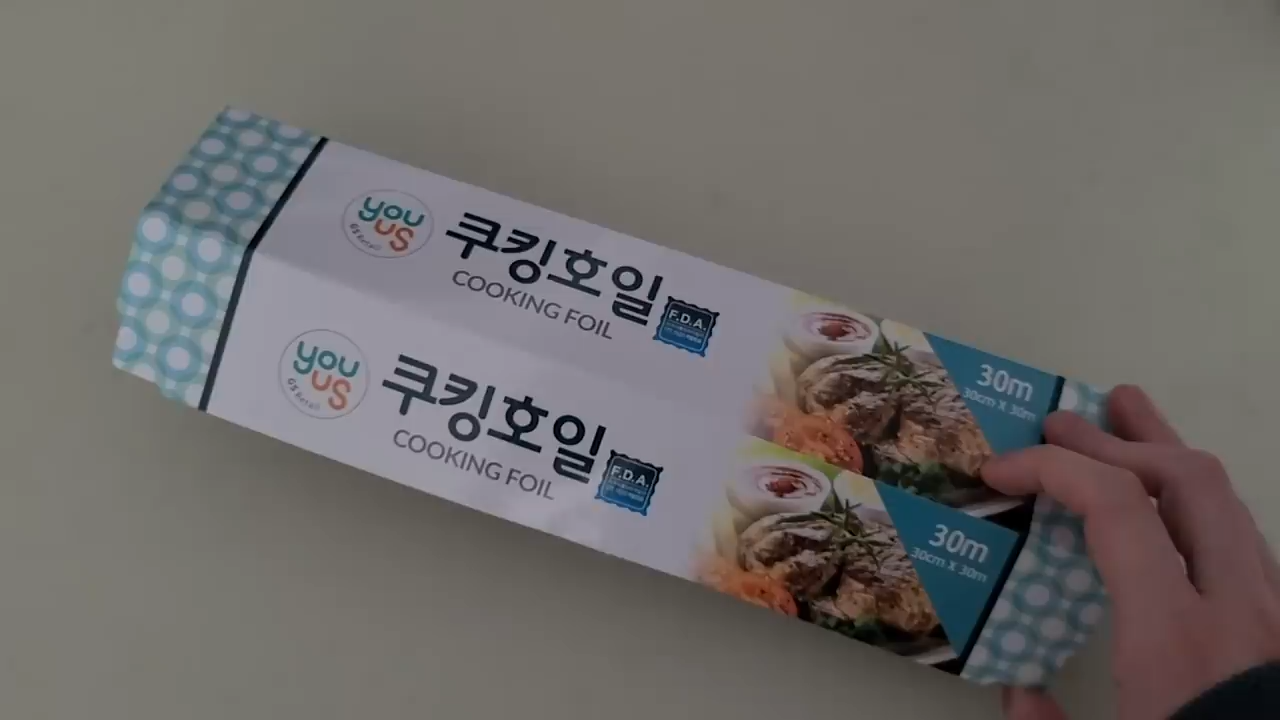 you
us
GS Retail
쿠킹호일
COOKING FOIL
F.D.A.
30m
30cm X 30m
you
us
GS Retail
쿠킹호일
COOKING FOIL
F.D.A.
30m
30cm X 30m